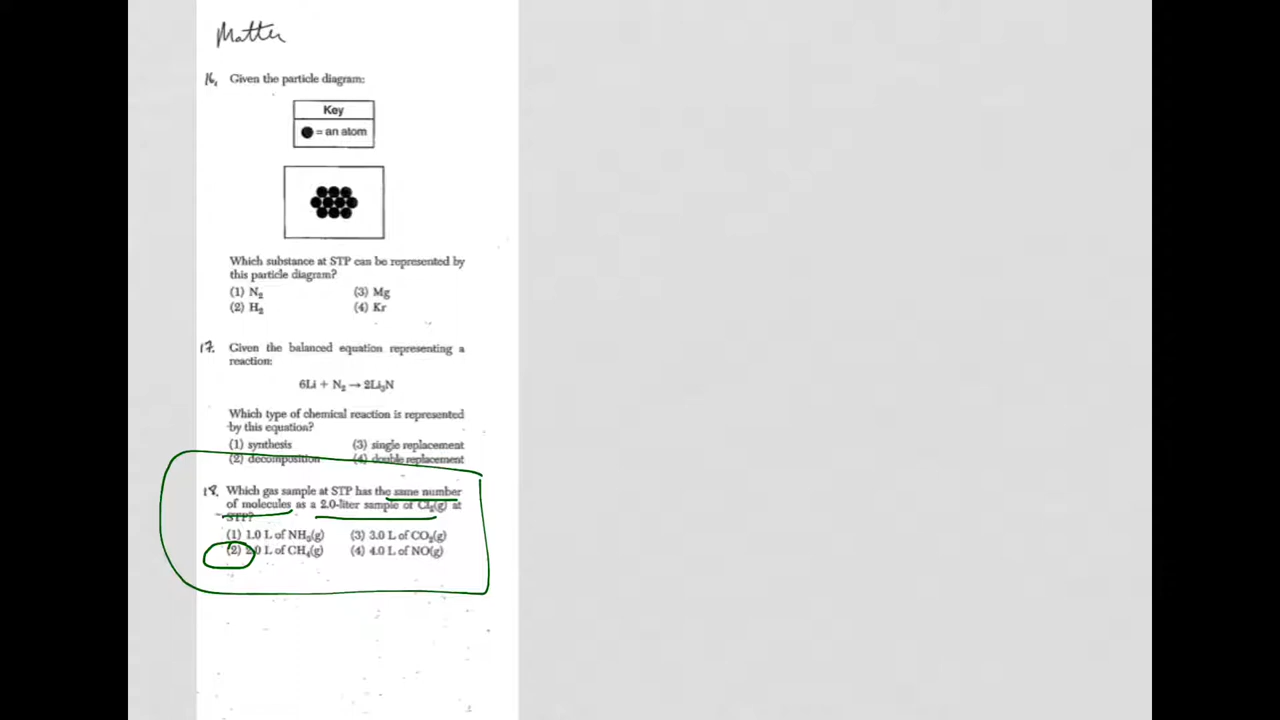 Matter
16. Given the particle diagram:
Key
= an atom
Which substance at STP can be represented by
this particle diagram?
(1) N₂ (3) Mg
(2) H₂ (4) Kr
17. Given the balanced equation representing a
reaction:
6Li + N₂ → 2Li₃N
Which type of chemical reaction is represented
by this equation?
(1) synthesis (3) single replacement
(2) decomposition (4) double replacement
18. Which gas sample at STP has the same number
of molecules as a 2.0-liter sample of Cl₂(g) at
STP?
(1) 1.0 L of NH₃(g) (3) 3.0 L of CO₂(g)
(2) 2.0 L of CH₄(g) (4) 4.0 L of NO(g)